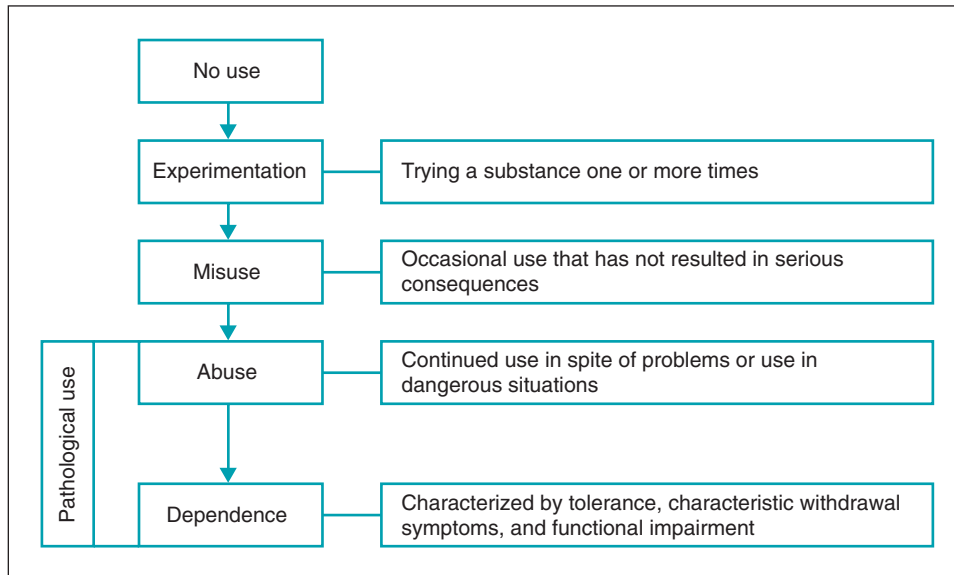 No use
Experimentation
Trying a substance one or more times
Misuse
Occasional use that has not resulted in serious
consequences
Pathological use
Abuse
Continued use in spite of problems or use in
dangerous situations
Dependence
Characterized by tolerance, characteristic withdrawal
symptoms, and functional impairment